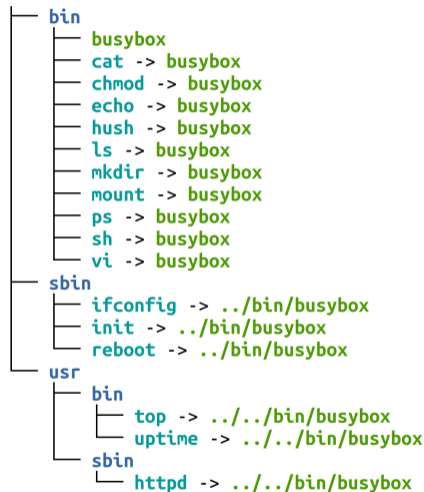 bin
busybox
cat -> busybox
chmod -> busybox
echo -> busybox
hush -> busybox
ls -> busybox
mkdir -> busybox
mount -> busybox
ps -> busybox
sh -> busybox
vi -> busybox
sbin
ifconfig -> ../bin/busybox
init -> ../bin/busybox
reboot -> ../bin/busybox
usr
bin
top -> ../../bin/busybox
uptime -> ../../bin/busybox
sbin
httpd -> ../../bin/busybox